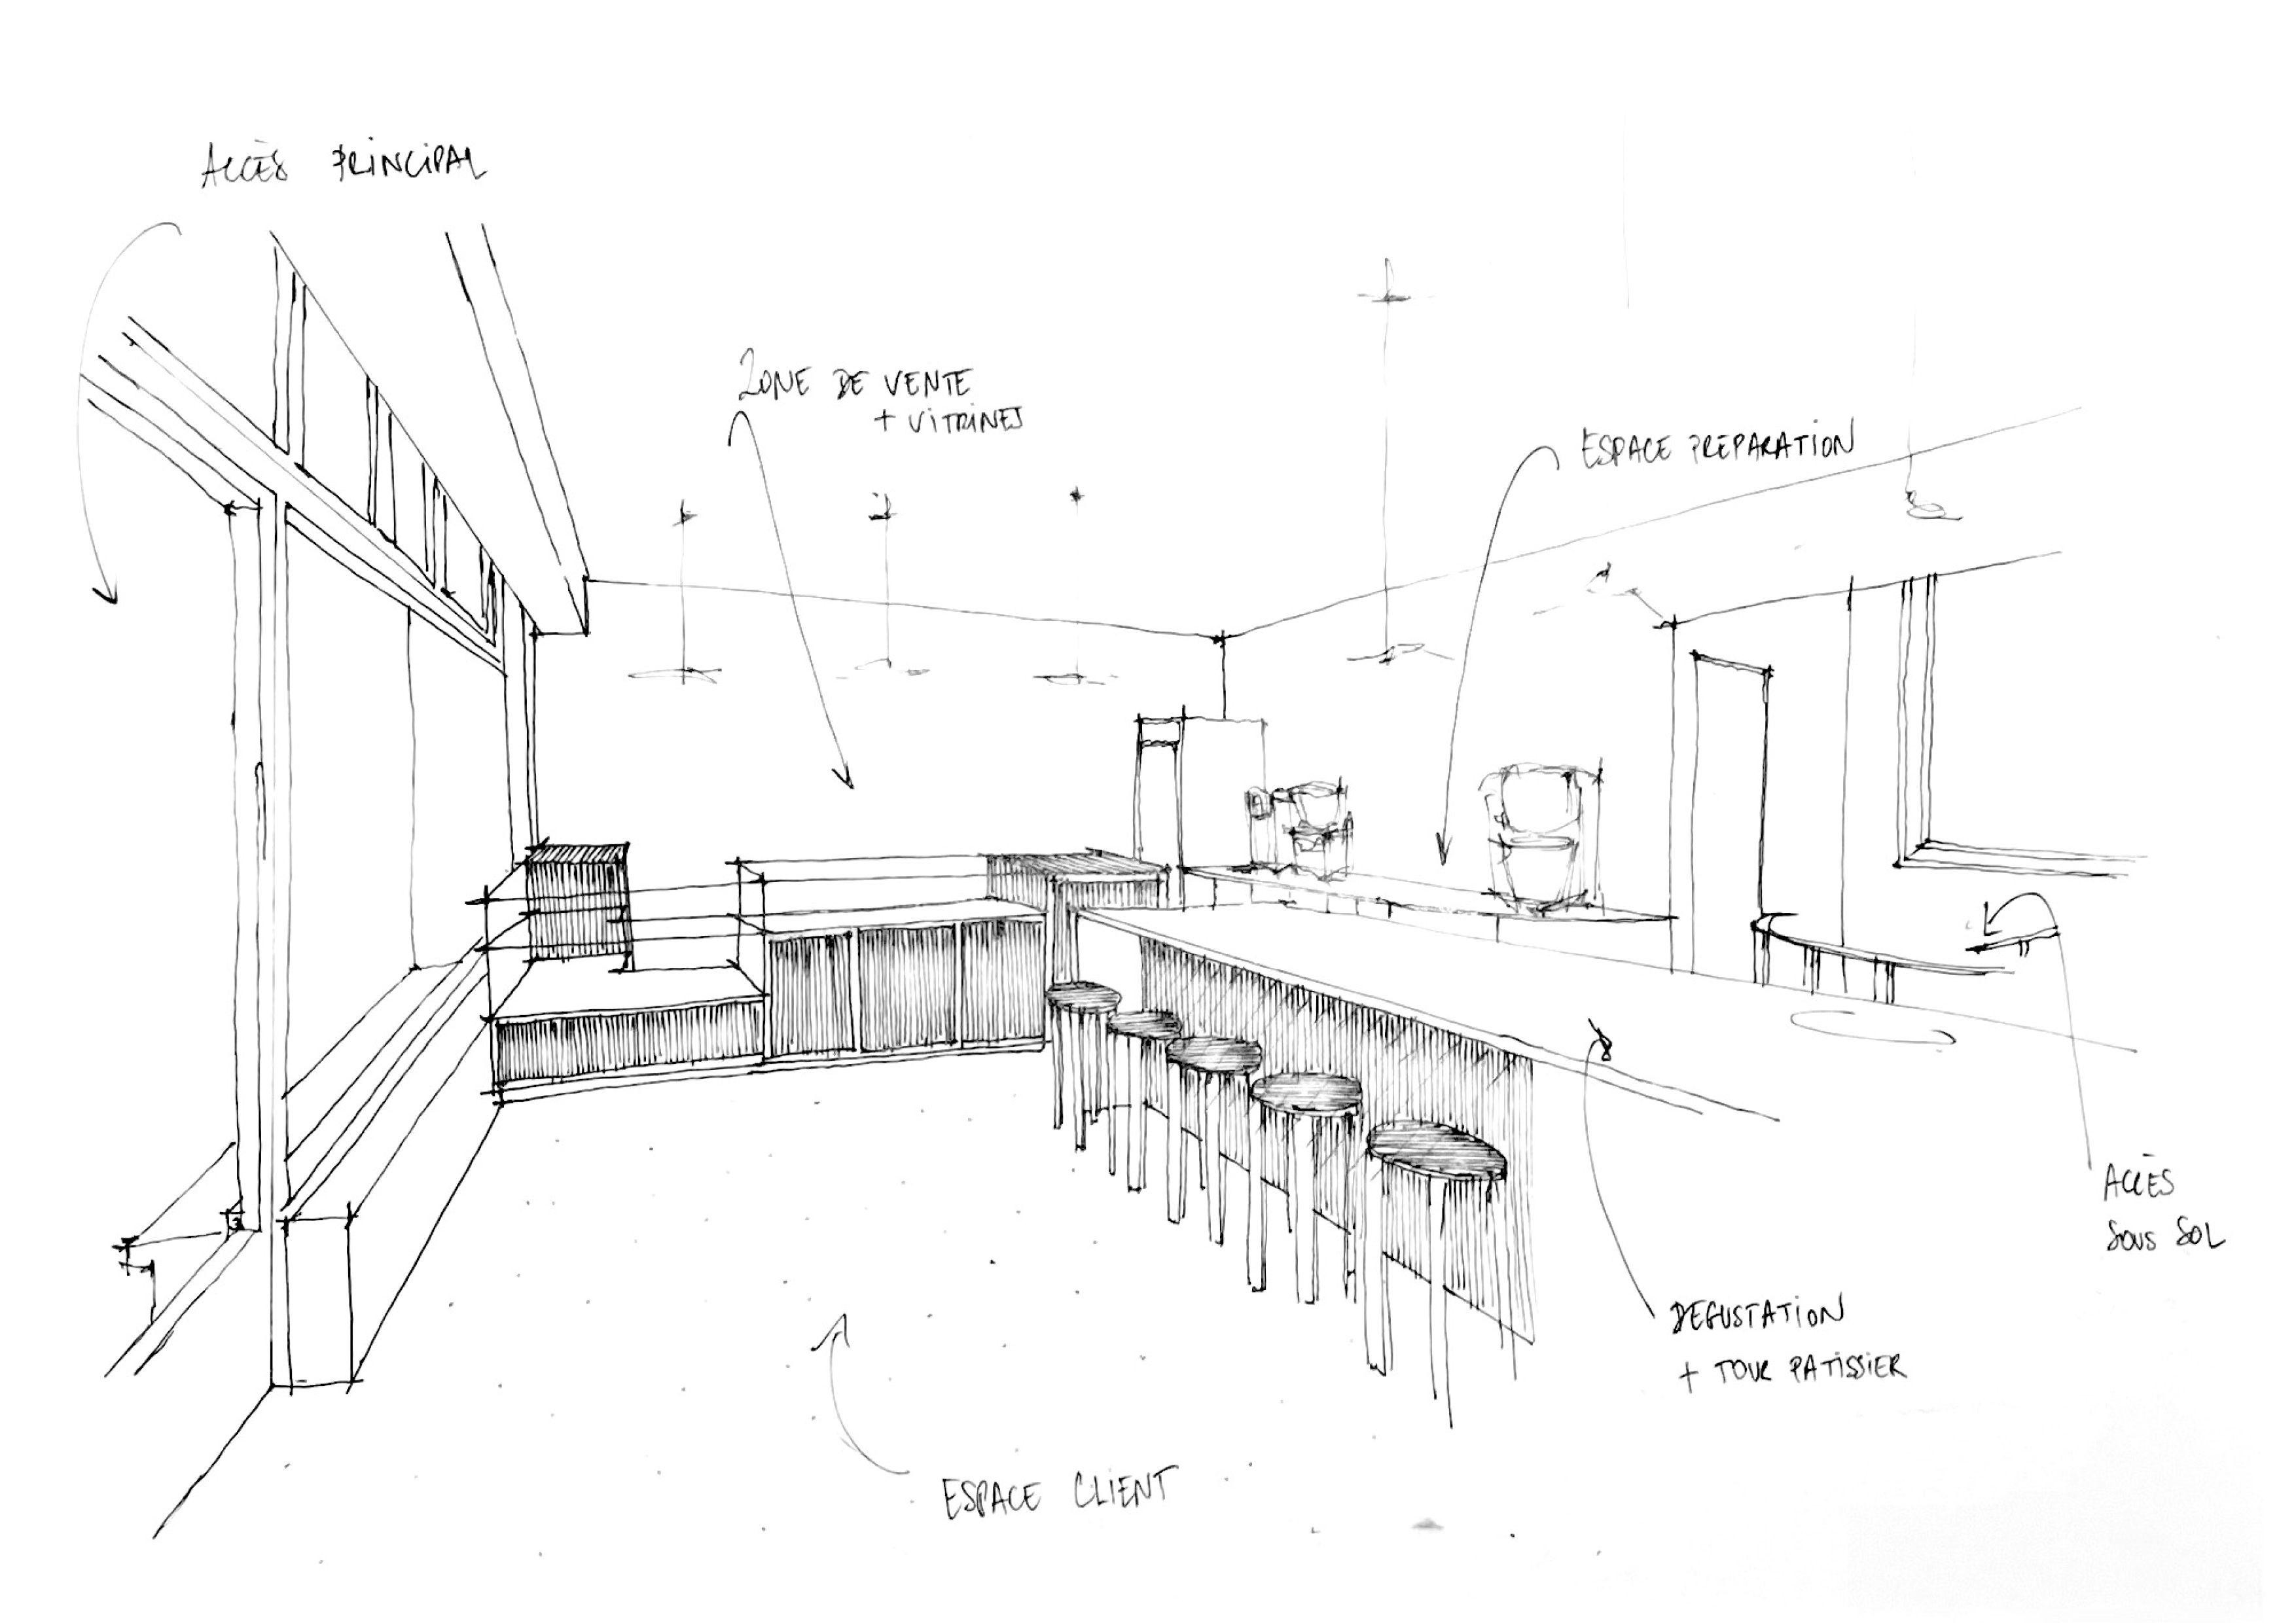 ACCÈS PRINCIPAL
ZONE DE VENTE
+ VITRINES
ESPACE PREPARATION
ACCÈS
SOUS SOL
DEGUSTATION
+ TOUR PATISSIER
ESPACE CLIENT